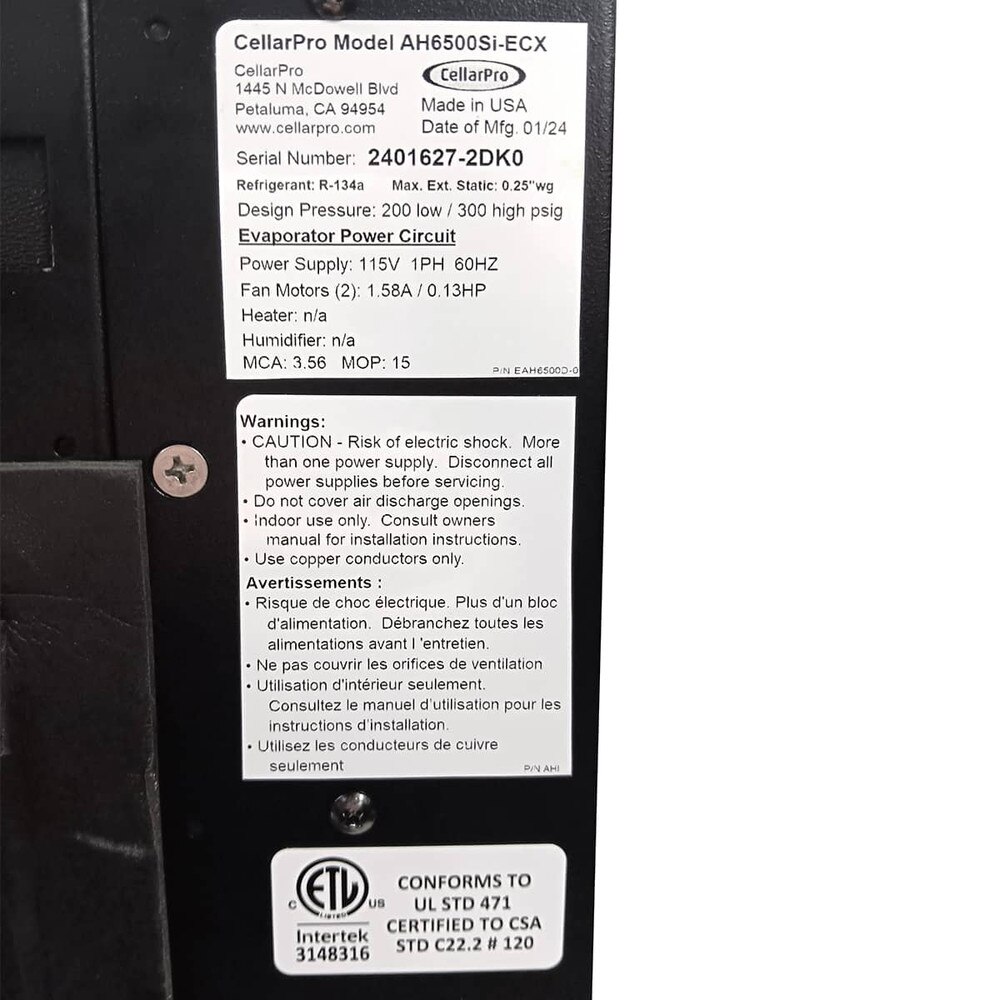 CellarPro Model AH6500Si-ECX
CellarPro
1445 N McDowell Blvd
Petaluma, CA 94954
www.cellarpro.com
CellarPro
Made in USA
Date of Mfg. 01/24
Serial Number: 2401627-2DK0
Refrigerant: R-134a Max. Ext. Static: 0.25"wg
Design Pressure: 200 low / 300 high psig
Evaporator Power Circuit
Power Supply: 115V 1PH 60HZ
Fan Motors (2): 1.58A / 0.13HP
Heater: n/a
Humidifier: n/a
MCA: 3.56 MOP: 15
P/N EAH6500D-0
Warnings:
• CAUTION - Risk of electric shock. More
than one power supply. Disconnect all
power supplies before servicing.
• Do not cover air discharge openings.
• Indoor use only. Consult owners
manual for installation instructions.
• Use copper conductors only.
Avertissements :
• Risque de choc électrique. Plus d'un bloc
d'alimentation. Débranchez toutes les
alimentations avant l 'entretien.
• Ne pas couvrir les orifices de ventilation
• Utilisation d'intérieur seulement.
Consultez le manuel d'utilisation pour les
instructions d'installation.
• Utilisez les conducteurs de cuivre
seulement
P/N AHI
C ETL US
LISTED
Intertek
3148316
CONFORMS TO
UL STD 471
CERTIFIED TO CSA
STD C22.2 # 120